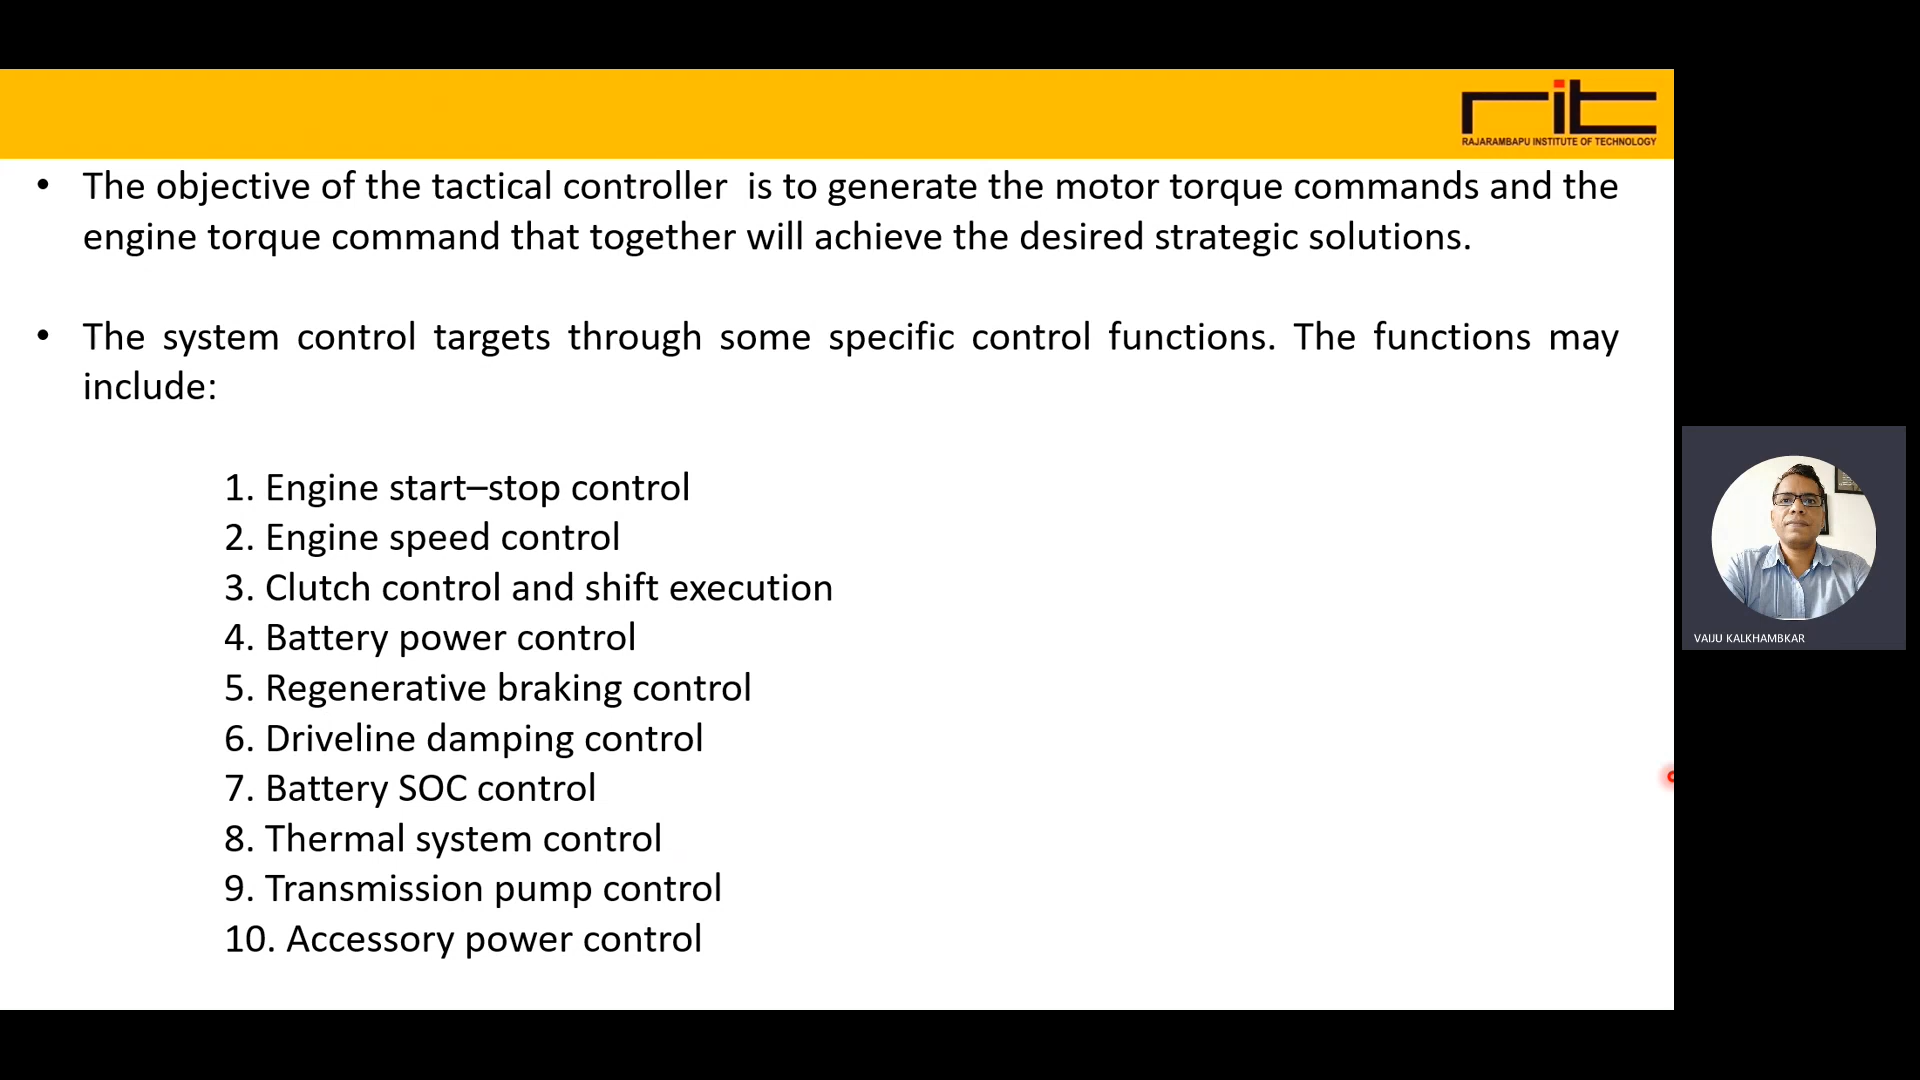 rit
RAJARAMBAPU INSTITUTE OF TECHNOLOGY
• The objective of the tactical controller is to generate the motor torque commands and the
engine torque command that together will achieve the desired strategic solutions.
• The system control targets through some specific control functions. The functions may
include:
1. Engine start–stop control
2. Engine speed control
3. Clutch control and shift execution
4. Battery power control
5. Regenerative braking control
6. Driveline damping control
7. Battery SOC control
8. Thermal system control
9. Transmission pump control
10. Accessory power control
VAIJU KALKHAMBKAR